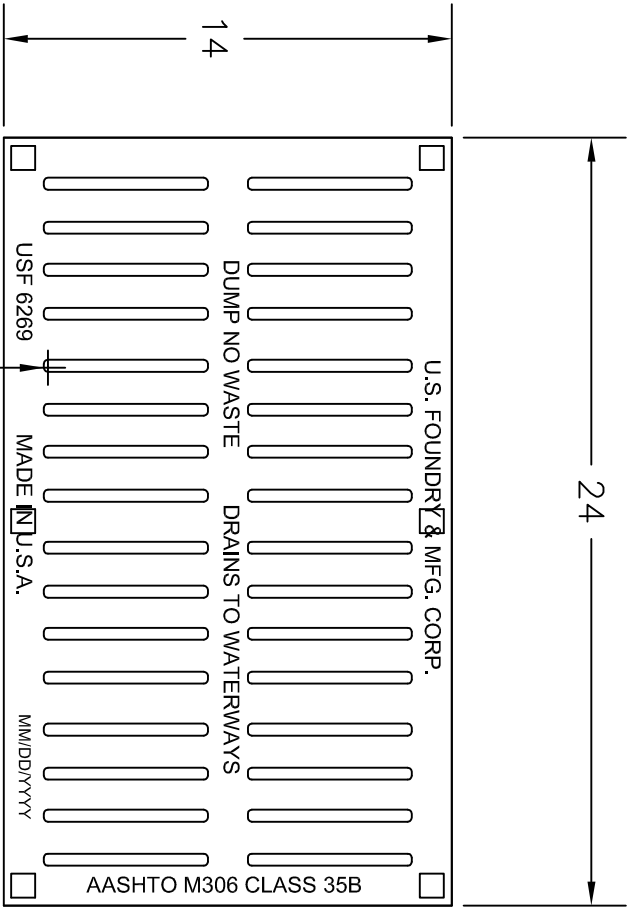 14
24
U.S. FOUNDRY & MFG. CORP.
DUMP NO WASTE DRAINS TO WATERWAYS
USF 6269 MADE IN U.S.A. MM/DD/YYYY
AASHTO M306 CLASS 35B